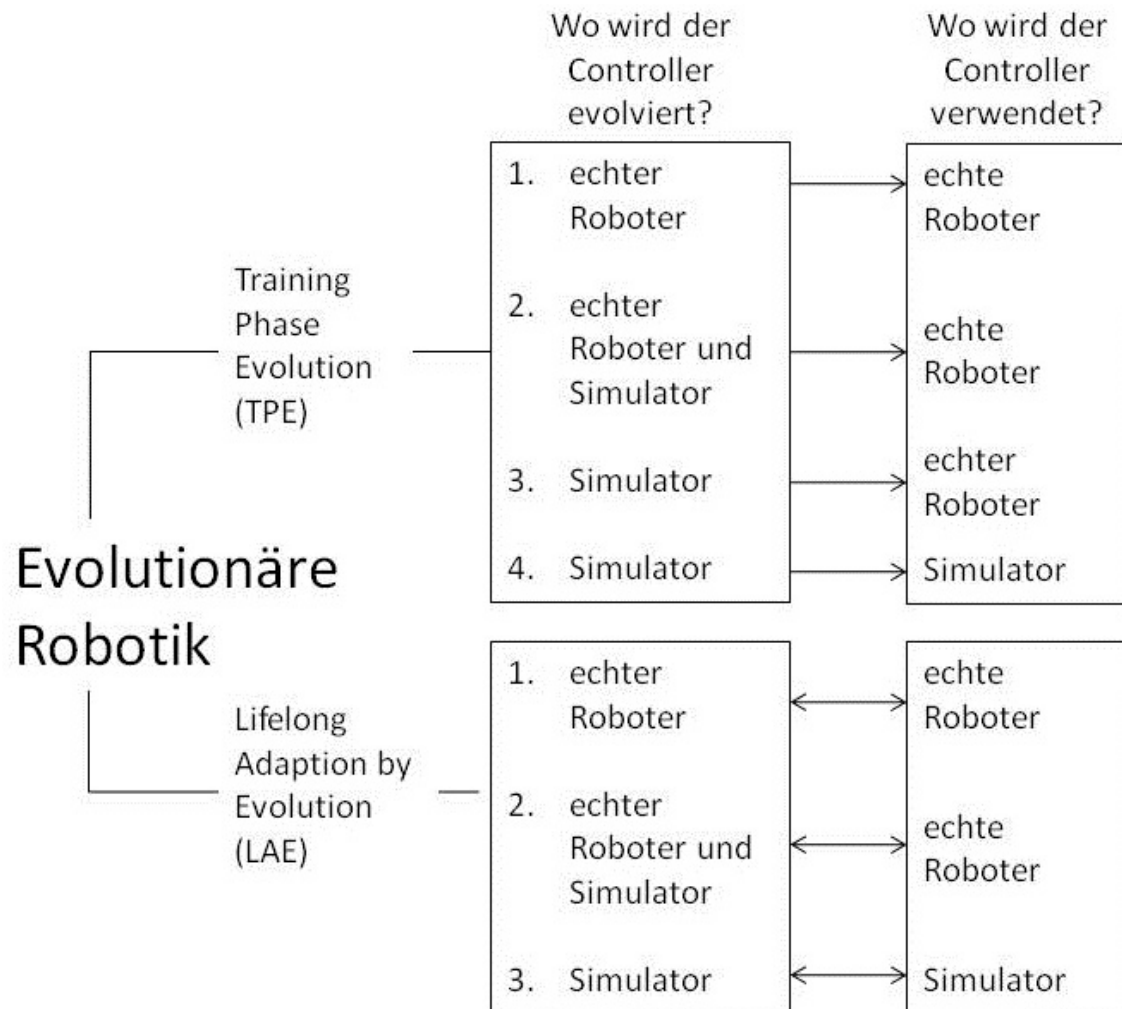 Wo wird der
Controller
evolviert?
Wo wird der
Controller
verwendet?
Evolutionäre
Robotik
Training
Phase
Evolution
(TPE)
1. echter
Roboter
echte
Roboter
2. echter
Roboter und
Simulator
echte
Roboter
3. Simulator
echter
Roboter
4. Simulator
Simulator
Lifelong
Adaption by
Evolution
(LAE)
1. echter
Roboter
echte
Roboter
2. echter
Roboter und
Simulator
echte
Roboter
3. Simulator
Simulator